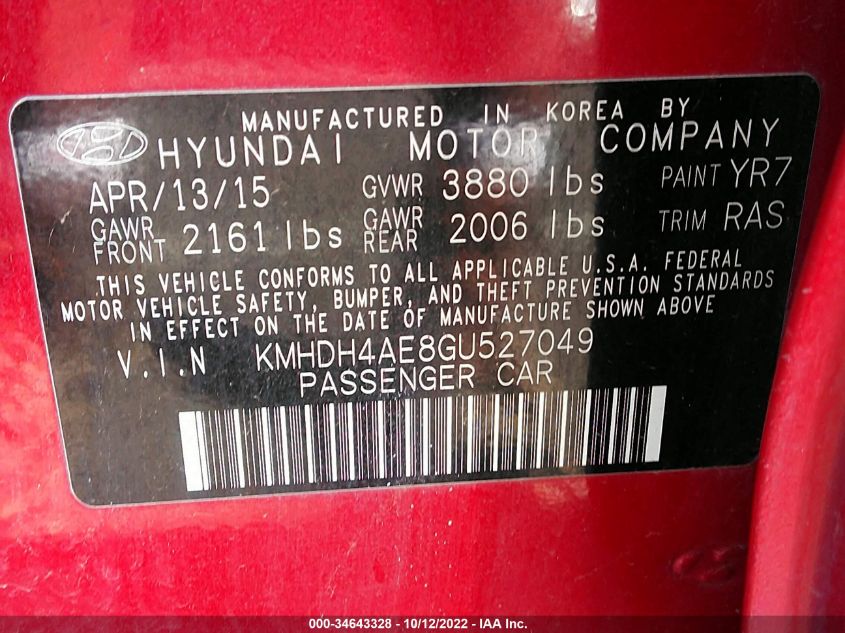 MANUFACTURED IN KOREA BY
HYUNDAI MOTOR COMPANY
APR/13/15 GVWR 3880 lbs PAINT YR7
GAWR FRONT 2161 lbs GAWR REAR 2006 lbs TRIM RAS
THIS VEHICLE CONFORMS TO ALL APPLICABLE U.S.A. FEDERAL
MOTOR VEHICLE SAFETY, BUMPER, AND THEFT PREVENTION STANDARDS
IN EFFECT ON THE DATE OF MANUFACTURE SHOWN ABOVE
V.I.N KMHDH4AE8GU527049
PASSENGER CAR
000-34643328 - 10/12/2022 - IAA Inc.